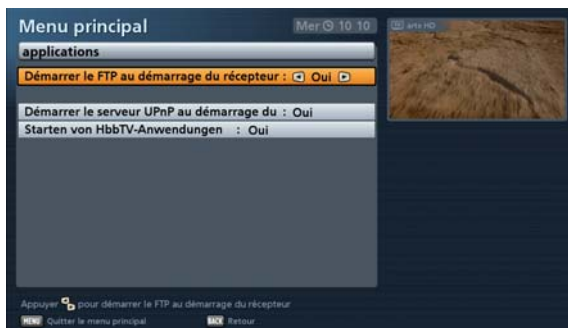 Menu principal
Mer 10 10
arte HD
applications
Démarrer le FTP au démarrage du récepteur : Oui
Démarrer le serveur UPnP au démarrage du : Oui
Starten von HbbTV-Anwendungen : Oui
Appuyer pour démarrer le FTP au démarrage du récepteur
MENU Quitter le menu principal
BACK Retour